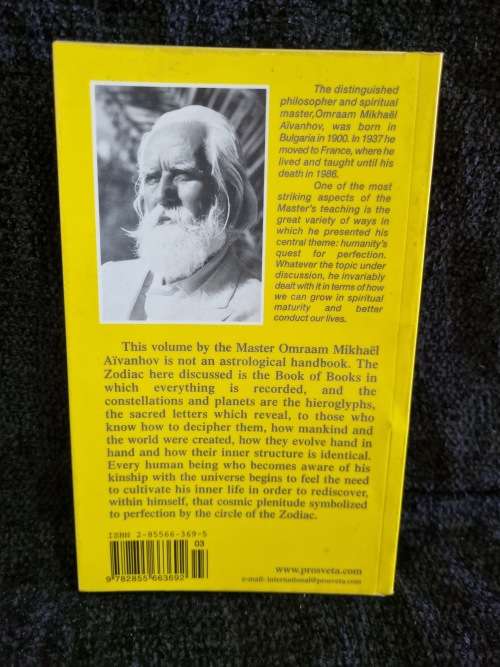 The distinguished
philosopher and spiritual
master,Omraam Mikhaël
Aïvanhov, was born in
Bulgaria in 1900. In 1937 he
moved to France, where he
lived and taught until his
death in 1986.
One of the most
striking aspects of the
Master's teaching is the
great variety of ways in
which he presented his
central theme: humanity's
quest for perfection.
Whatever the topic under
discussion, he invariably
dealt with it in terms of how
we can grow in spiritual
maturity and better
conduct our lives.
This volume by the Master Omraam Mikhaël
Aïvanhov is not an astrological handbook. The
Zodiac here discussed is the Book of Books in
which everything is recorded, and the
constellations and planets are the hieroglyphs,
the sacred letters which reveal, to those who
know how to decipher them, how mankind and
the world were created, how they evolve hand in
hand and how their inner structure is identical.
Every human being who becomes aware of his
kinship with the universe begins to feel the need
to cultivate his inner life in order to rediscover,
within himself, that cosmic plenitude symbolized
to perfection by the circle of the Zodiac.
ISBN 2-85566-369-5
03
9 782855 663692
www.prosveta.com
e-mail: international@prosveta.com